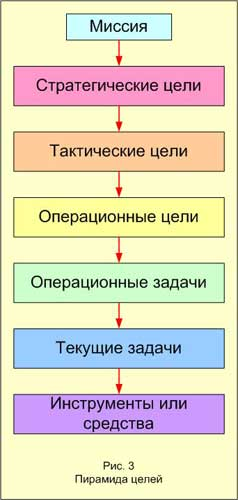 Миссия
Стратегические цели
Тактические цели
Операционные цели
Операционные задачи
Текущие задачи
Инструменты или
средства
Рис. 3
Пирамида целей